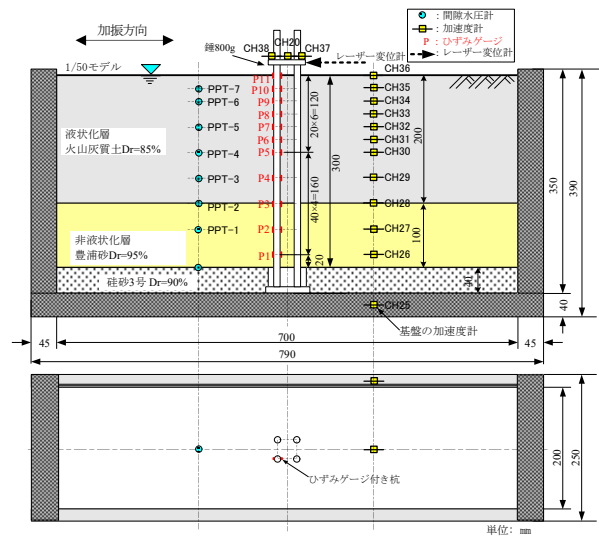 加振方向
錘800g
CH38
CH20
CH37
: 間隙水圧計
: 加速度計
P : ひずみゲージ
: レーザー変位計
レーザー変位計
1/50モデル
CH36
P11
PPT-7
P10
CH35
PPT-6
P9
CH34
P8
CH33
PPT-5
P7
CH32
P6
CH31
PPT-4
P5
CH30
PPT-3
P4
CH29
PPT-2
P3
CH28
PPT-1
P2
CH27
P1
CH26
CH25
液状化層
火山灰質土Dr=85%
非液状化層
豊浦砂Dr=95%
硅砂3号 Dr=90%
20×6=120
40×4=160
20
300
200
100
40
350
390
40
基盤の加速度計
45
700
45
790
ひずみゲージ付き杭
200
250
単位: ㎜